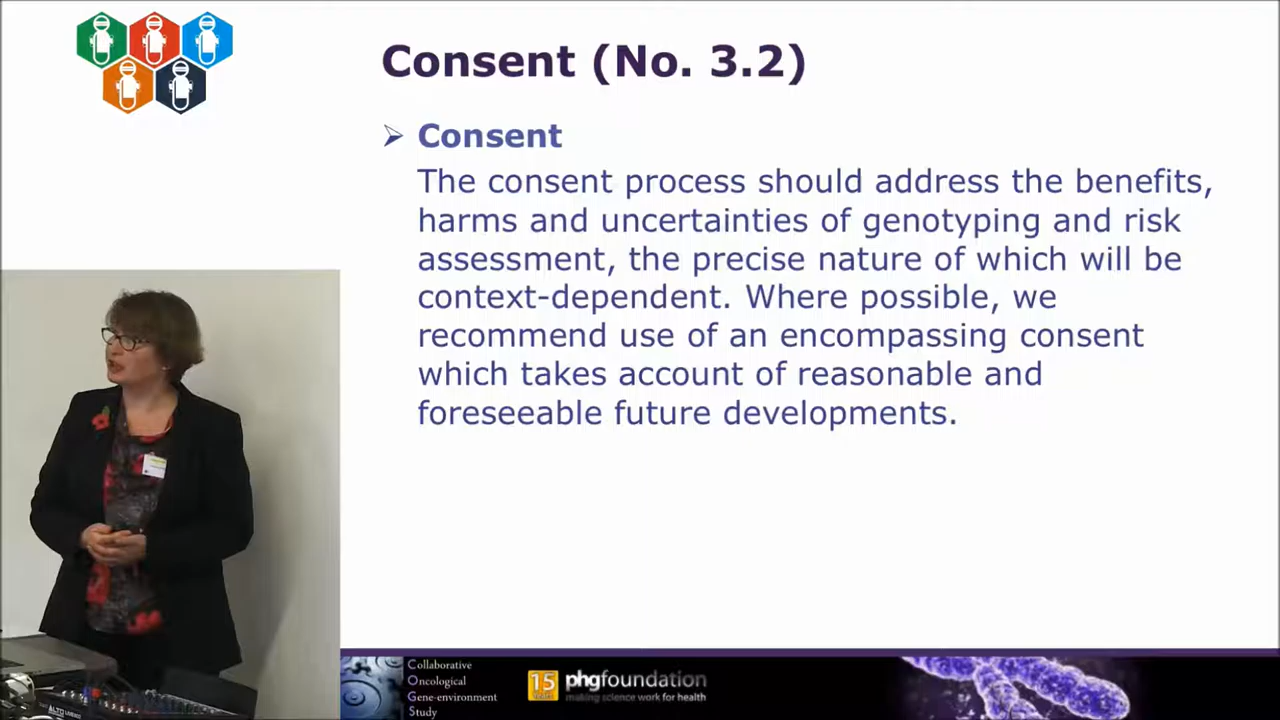 Consent (No. 3.2)
➢ Consent
The consent process should address the benefits,
harms and uncertainties of genotyping and risk
assessment, the precise nature of which will be
context-dependent. Where possible, we
recommend use of an encompassing consent
which takes account of reasonable and
foreseeable future developments.
Collaborative
Oncological
Gene-environment
Study
15
phgfoundation
making science work for health
ALTO